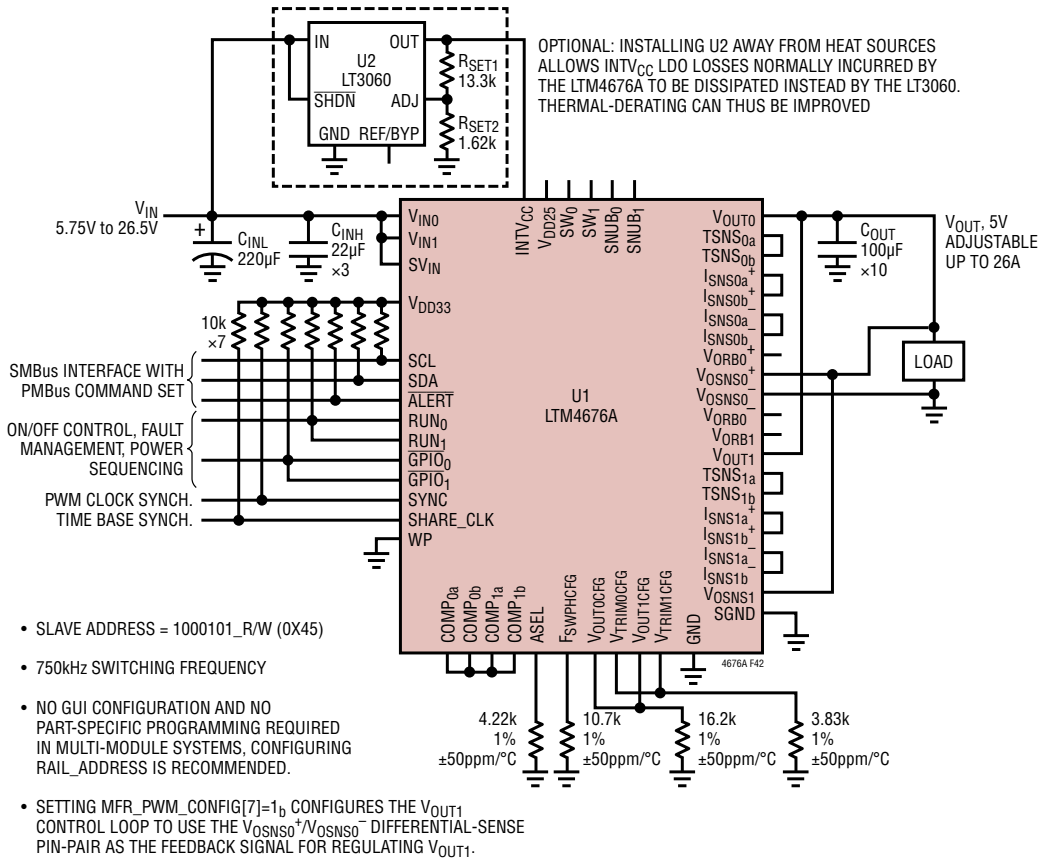 IN
OUT
U2
LT3060
SHDN
ADJ
GND REF/BYP
RSET1
13.3k
RSET2
1.62k
OPTIONAL: INSTALLING U2 AWAY FROM HEAT SOURCES
ALLOWS INTVCC LDO LOSSES NORMALLY INCURRED BY
THE LTM4676A TO BE DISSIPATED INSTEAD BY THE LT3060.
THERMAL-DERATING CAN THUS BE IMPROVED
VIN
5.75V to 26.5V
+
CINL
220µF
CINH
22µF
×3
VIN0
VIN1
SVIN
VDD33
INTVCC
VDD25
SW0
SW1
SNUB0
SNUB1
10k
×7
SMBus INTERFACE WITH
PMBus COMMAND SET
ON/OFF CONTROL, FAULT
MANAGEMENT, POWER
SEQUENCING
PWM CLOCK SYNCH.
TIME BASE SYNCH.
SCL
SDA
ALERT
RUN0
RUN1
GPIO0
GPIO1
SYNC
SHARE_CLK
WP
U1
LTM4676A
VOUT0
TSNS0a
TSNS0b
ISNS0a+
ISNS0b+
ISNS0a–
ISNS0b–
VORB0+
VOSNS0+
VOSNS0–
VORB0–
VORB1
VOUT1
TSNS1a
TSNS1b
ISNS1a+
ISNS1b+
ISNS1a–
ISNS1b–
VOSNS1
SGND
COUT
100µF
×10
VOUT, 5V
ADJUSTABLE
UP TO 26A
LOAD
COMP0a
COMP0b
COMP1a
COMP1b
ASEL
FSWPHCFG
VOUT0CFG
VTRIM0CFG
VOUT1CFG
VTRIM1CFG
GND
4676A F42
4.22k
1%
±50ppm/°C
10.7k
1%
±50ppm/°C
16.2k
1%
±50ppm/°C
3.83k
1%
±50ppm/°C
• SLAVE ADDRESS = 1000101_R/W (0X45)
• 750kHz SWITCHING FREQUENCY
• NO GUI CONFIGURATION AND NO
PART-SPECIFIC PROGRAMMING REQUIRED
IN MULTI-MODULE SYSTEMS, CONFIGURING
RAIL_ADDRESS IS RECOMMENDED.
• SETTING MFR_PWM_CONFIG[7]=1b CONFIGURES THE VOUT1
CONTROL LOOP TO USE THE VOSNS0+/VOSNS0– DIFFERENTIAL-SENSE
PIN-PAIR AS THE FEEDBACK SIGNAL FOR REGULATING VOUT1.